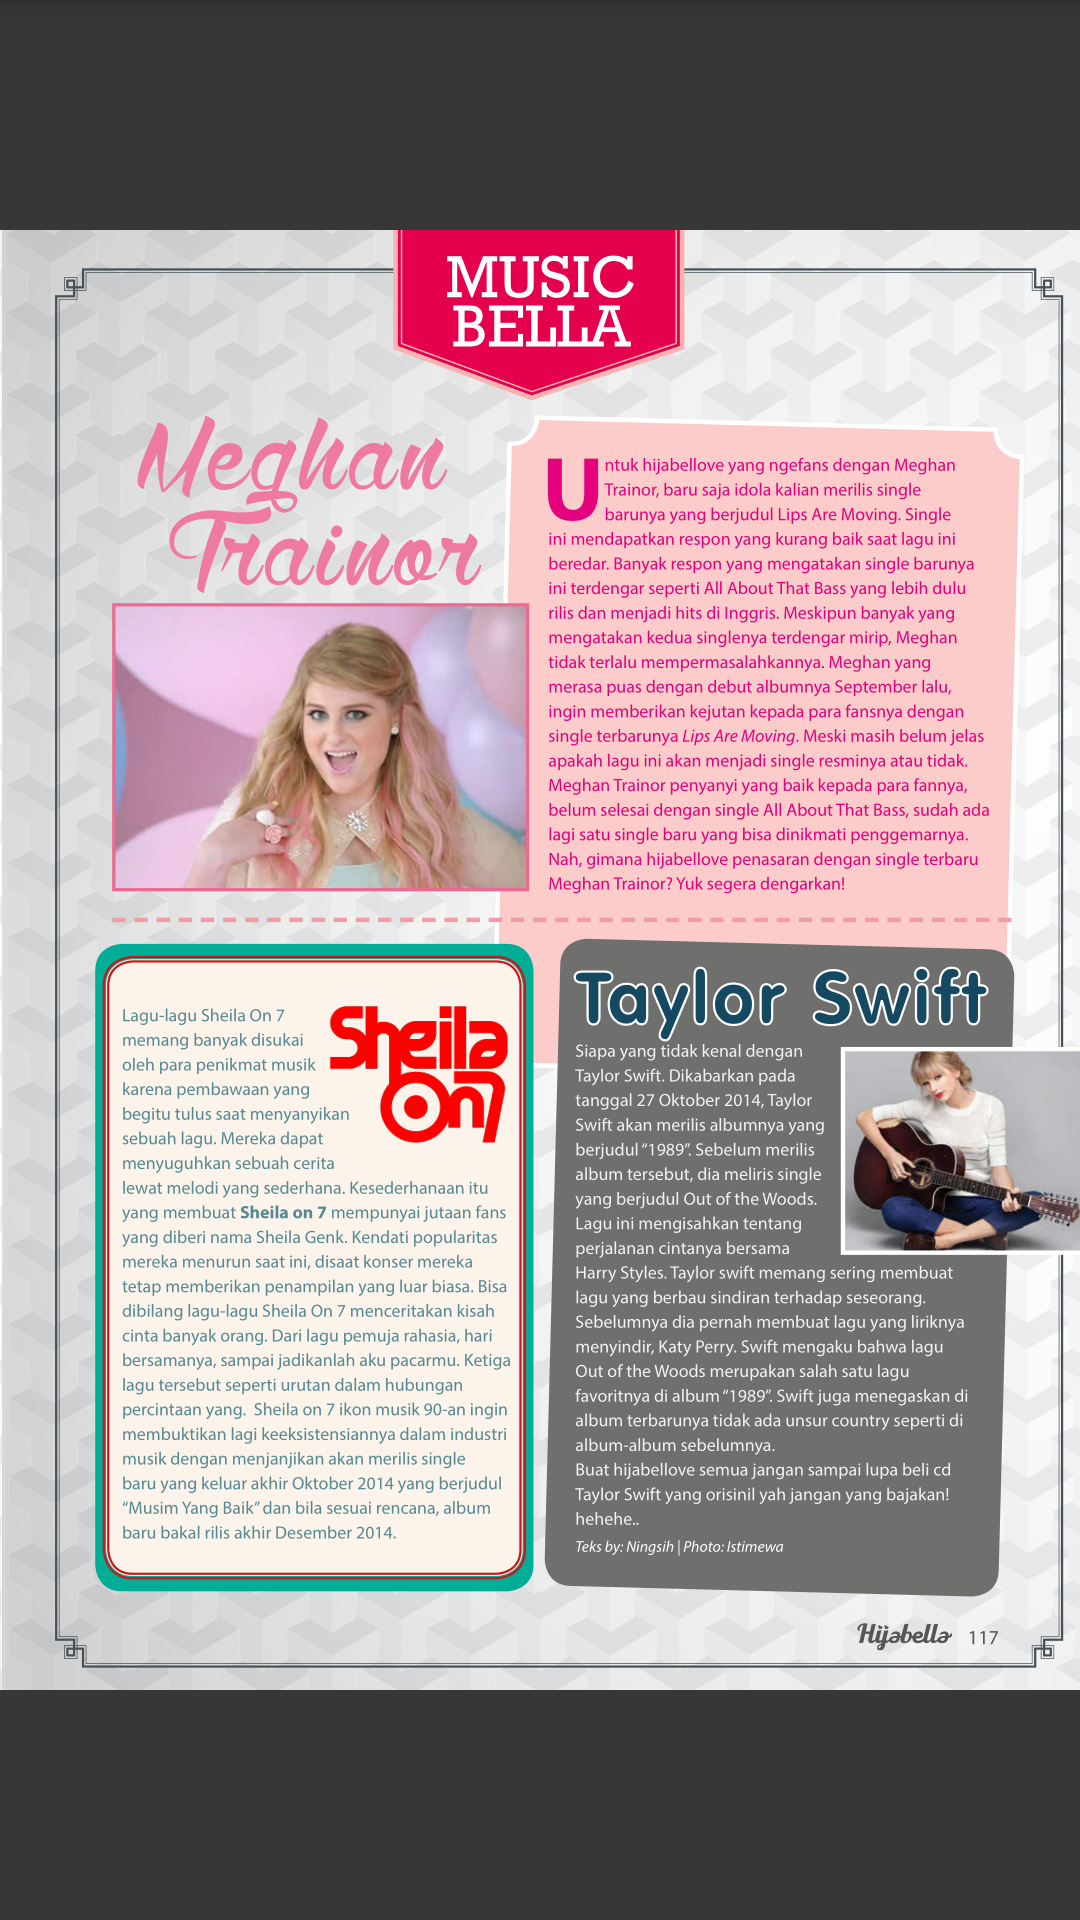 MUSIC
BELLA
Meghan
Trainor
Untuk hijabellove yang ngefans dengan Meghan
Trainor, baru saja idola kalian merilis single
barunya yang berjudul Lips Are Moving. Single
ini mendapatkan respon yang kurang baik saat lagu ini
beredar. Banyak respon yang mengatakan single barunya
ini terdengar seperti All About That Bass yang lebih dulu
rilis dan menjadi hits di Inggris. Meskipun banyak yang
mengatakan kedua singlenya terdengar mirip, Meghan
tidak terlalu mempermasalahkannya. Meghan yang
merasa puas dengan debut albumnya September lalu,
ingin memberikan kejutan kepada para fansnya dengan
single terbarunya Lips Are Moving. Meski masih belum jelas
apakah lagu ini akan menjadi single resminya atau tidak.
Meghan Trainor penyanyi yang baik kepada para fannya,
belum selesai dengan single All About That Bass, sudah ada
lagi satu single baru yang bisa dinikmati penggemarnya.
Nah, gimana hijabellove penasaran dengan single terbaru
Meghan Trainor? Yuk segera dengarkan!
Sheila
On7
Lagu-lagu Sheila On 7
memang banyak disukai
oleh para penikmat musik
karena pembawaan yang
begitu tulus saat menyanyikan
sebuah lagu. Mereka dapat
menyuguhkan sebuah cerita
lewat melodi yang sederhana. Kesederhanaan itu
yang membuat Sheila on 7 mempunyai jutaan fans
yang diberi nama Sheila Genk. Kendati popularitas
mereka menurun saat ini, disaat konser mereka
tetap memberikan penampilan yang luar biasa. Bisa
dibilang lagu-lagu Sheila On 7 menceritakan kisah
cinta banyak orang. Dari lagu pemuja rahasia, hari
bersamanya, sampai jadikanlah aku pacarmu. Ketiga
lagu tersebut seperti urutan dalam hubungan
percintaan yang. Sheila on 7 ikon musik 90-an ingin
membuktikan lagi keeksistensiannya dalam industri
musik dengan menjanjikan akan merilis single
baru yang keluar akhir Oktober 2014 yang berjudul
“Musim Yang Baik” dan bila sesuai rencana, album
baru bakal rilis akhir Desember 2014.
Taylor Swift
Siapa yang tidak kenal dengan
Taylor Swift. Dikabarkan pada
tanggal 27 Oktober 2014, Taylor
Swift akan merilis albumnya yang
berjudul “1989”. Sebelum merilis
album tersebut, dia meliris single
yang berjudul Out of the Woods.
Lagu ini mengisahkan tentang
perjalanan cintanya bersama
Harry Styles. Taylor swift memang sering membuat
lagu yang berbau sindiran terhadap seseorang.
Sebelumnya dia pernah membuat lagu yang liriknya
menyindir, Katy Perry. Swift mengaku bahwa lagu
Out of the Woods merupakan salah satu lagu
favoritnya di album “1989”. Swift juga menegaskan di
album terbarunya tidak ada unsur country seperti di
album-album sebelumnya.
Buat hijabellove semua jangan sampai lupa beli cd
Taylor Swift yang orisinil yah jangan yang bajakan!
hehehe..
Teks by: Ningsih | Photo: Istimewa
Hijabella 117